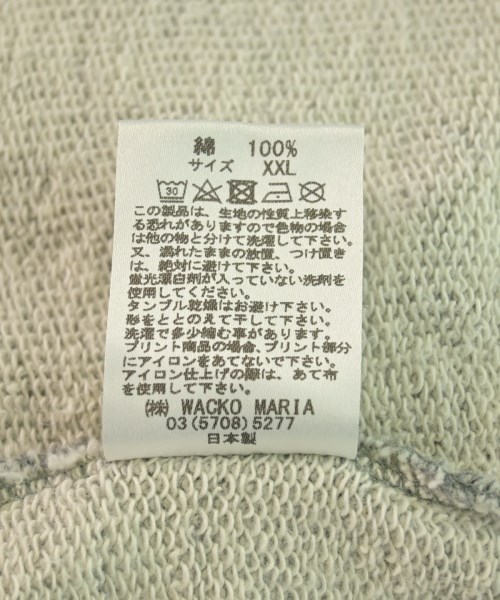 綿 100%
サイズ XXL
30
この製品は、生地の性質上移染す
る恐れがありますので色物の場合
は他の物と分けて洗濯して下さい。
又、濡れたままの放置、つけ置き
は、絶対に避けて下さい。
蛍光漂白剤が入っていない洗剤を
使用してください。
タンブル乾燥はお避け下さい。
形をととのえて干して下さい。
洗濯で多少縮む事があります。
プリント商品の場合、プリント部分
にアイロンをあてないで下さい。
アイロン仕上げの際は、あて布
を使用して下さい。
㈱ WACKO MARIA
03(5708)5277
日本製